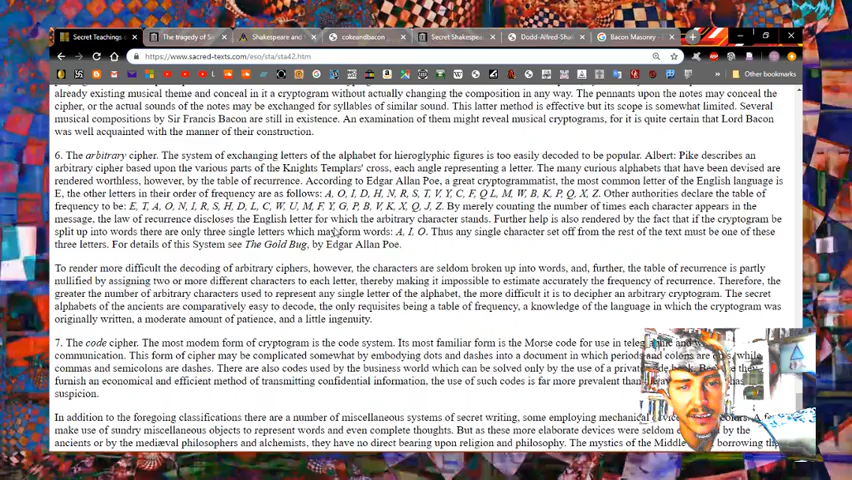 Secret Teachings
The tragedy of S
Shakespeare and
cokeandbacon
Secret Shakespe
Dodd-Alfred-Sha
Bacon Masonry -
https://www.sacred-texts.com/eso/sta/sta42.htm
Other bookmarks
already existing musical theme and conceal in it a cryptogram without actually changing the composition in any way. The pennants upon the notes may conceal the
cipher, or the actual sounds of the notes may be exchanged for syllables of similar sound. This latter method is effective but its scope is somewhat limited. Several
musical compositions by Sir Francis Bacon are still in existence. An examination of them might reveal musical cryptograms, for it is quite certain that Lord Bacon
was well acquainted with the manner of their construction.
6. The arbitrary cipher. The system of exchanging letters of the alphabet for hieroglyphic figures is too easily decoded to be popular. Albert: Pike describes an
arbitrary cipher based upon the various parts of the Knights Templars' cross, each angle representing a letter. The many curious alphabets that have been devised are
rendered worthless, however, by the table of recurrence. According to Edgar Allan Poe, a great cryptogrammatist, the most common letter of the English language is
E, the other letters in their order of frequency are as follows: A, O, I, D, H, N, R, S, T, V, Y, C, F, Q L, M, W, B, K, P, Q, X, Z. Other authorities declare the table of
frequency to be: E, T, A, O, N, I, R, S, H, D, L, C, W, U, M, F, Y, G, P, B, V, K, X, Q, J, Z. By merely counting the number of times each character appears in the
message, the law of recurrence discloses the English letter for which the arbitrary character stands. Further help is also rendered by the fact that if the cryptogram be
split up into words there are only three single letters which may form words: A, I, O. Thus any single character set off from the rest of the text must be one of these
three letters. For details of this System see The Gold Bug, by Edgar Allan Poe.
To render more difficult the decoding of arbitrary ciphers, however, the characters are seldom broken up into words, and, further, the table of recurrence is partly
nullified by assigning two or more different characters to each letter, thereby making it impossible to estimate accurately the frequency of recurrence. Therefore, the
greater the number of arbitrary characters used to represent any single letter of the alphabet, the more difficult it is to decipher an arbitrary cryptogram. The secret
alphabets of the ancients are comparatively easy to decode, the only requisites being a table of frequency, a knowledge of the language in which the cryptogram was
originally written, a moderate amount of patience, and a little ingenuity.
7. The code cipher. The most modern form of cryptogram is the code system. Its most familiar form is the Morse code for use in
communication. This form of cipher may be complicated somewhat by embodying dots and dashes into a document in which periods and colons are dots, while
commas and semicolons are dashes. There are also codes used by the business world which can be solved only by the use of a private code book. they
furnish an economical and efficient method of transmitting confidential information, the use of such codes is far more prevalent than the has
suspicion.
In addition to the foregoing classifications there are a number of miscellaneous systems of secret writing, some employing mechanical A
make use of sundry miscellaneous objects to represent words and even complete thoughts. But as these more elaborate devices were seldom by the
ancients or by the mediæval philosophers and alchemists, they have no direct bearing upon religion and philosophy. The mystics of the Middle borrowing